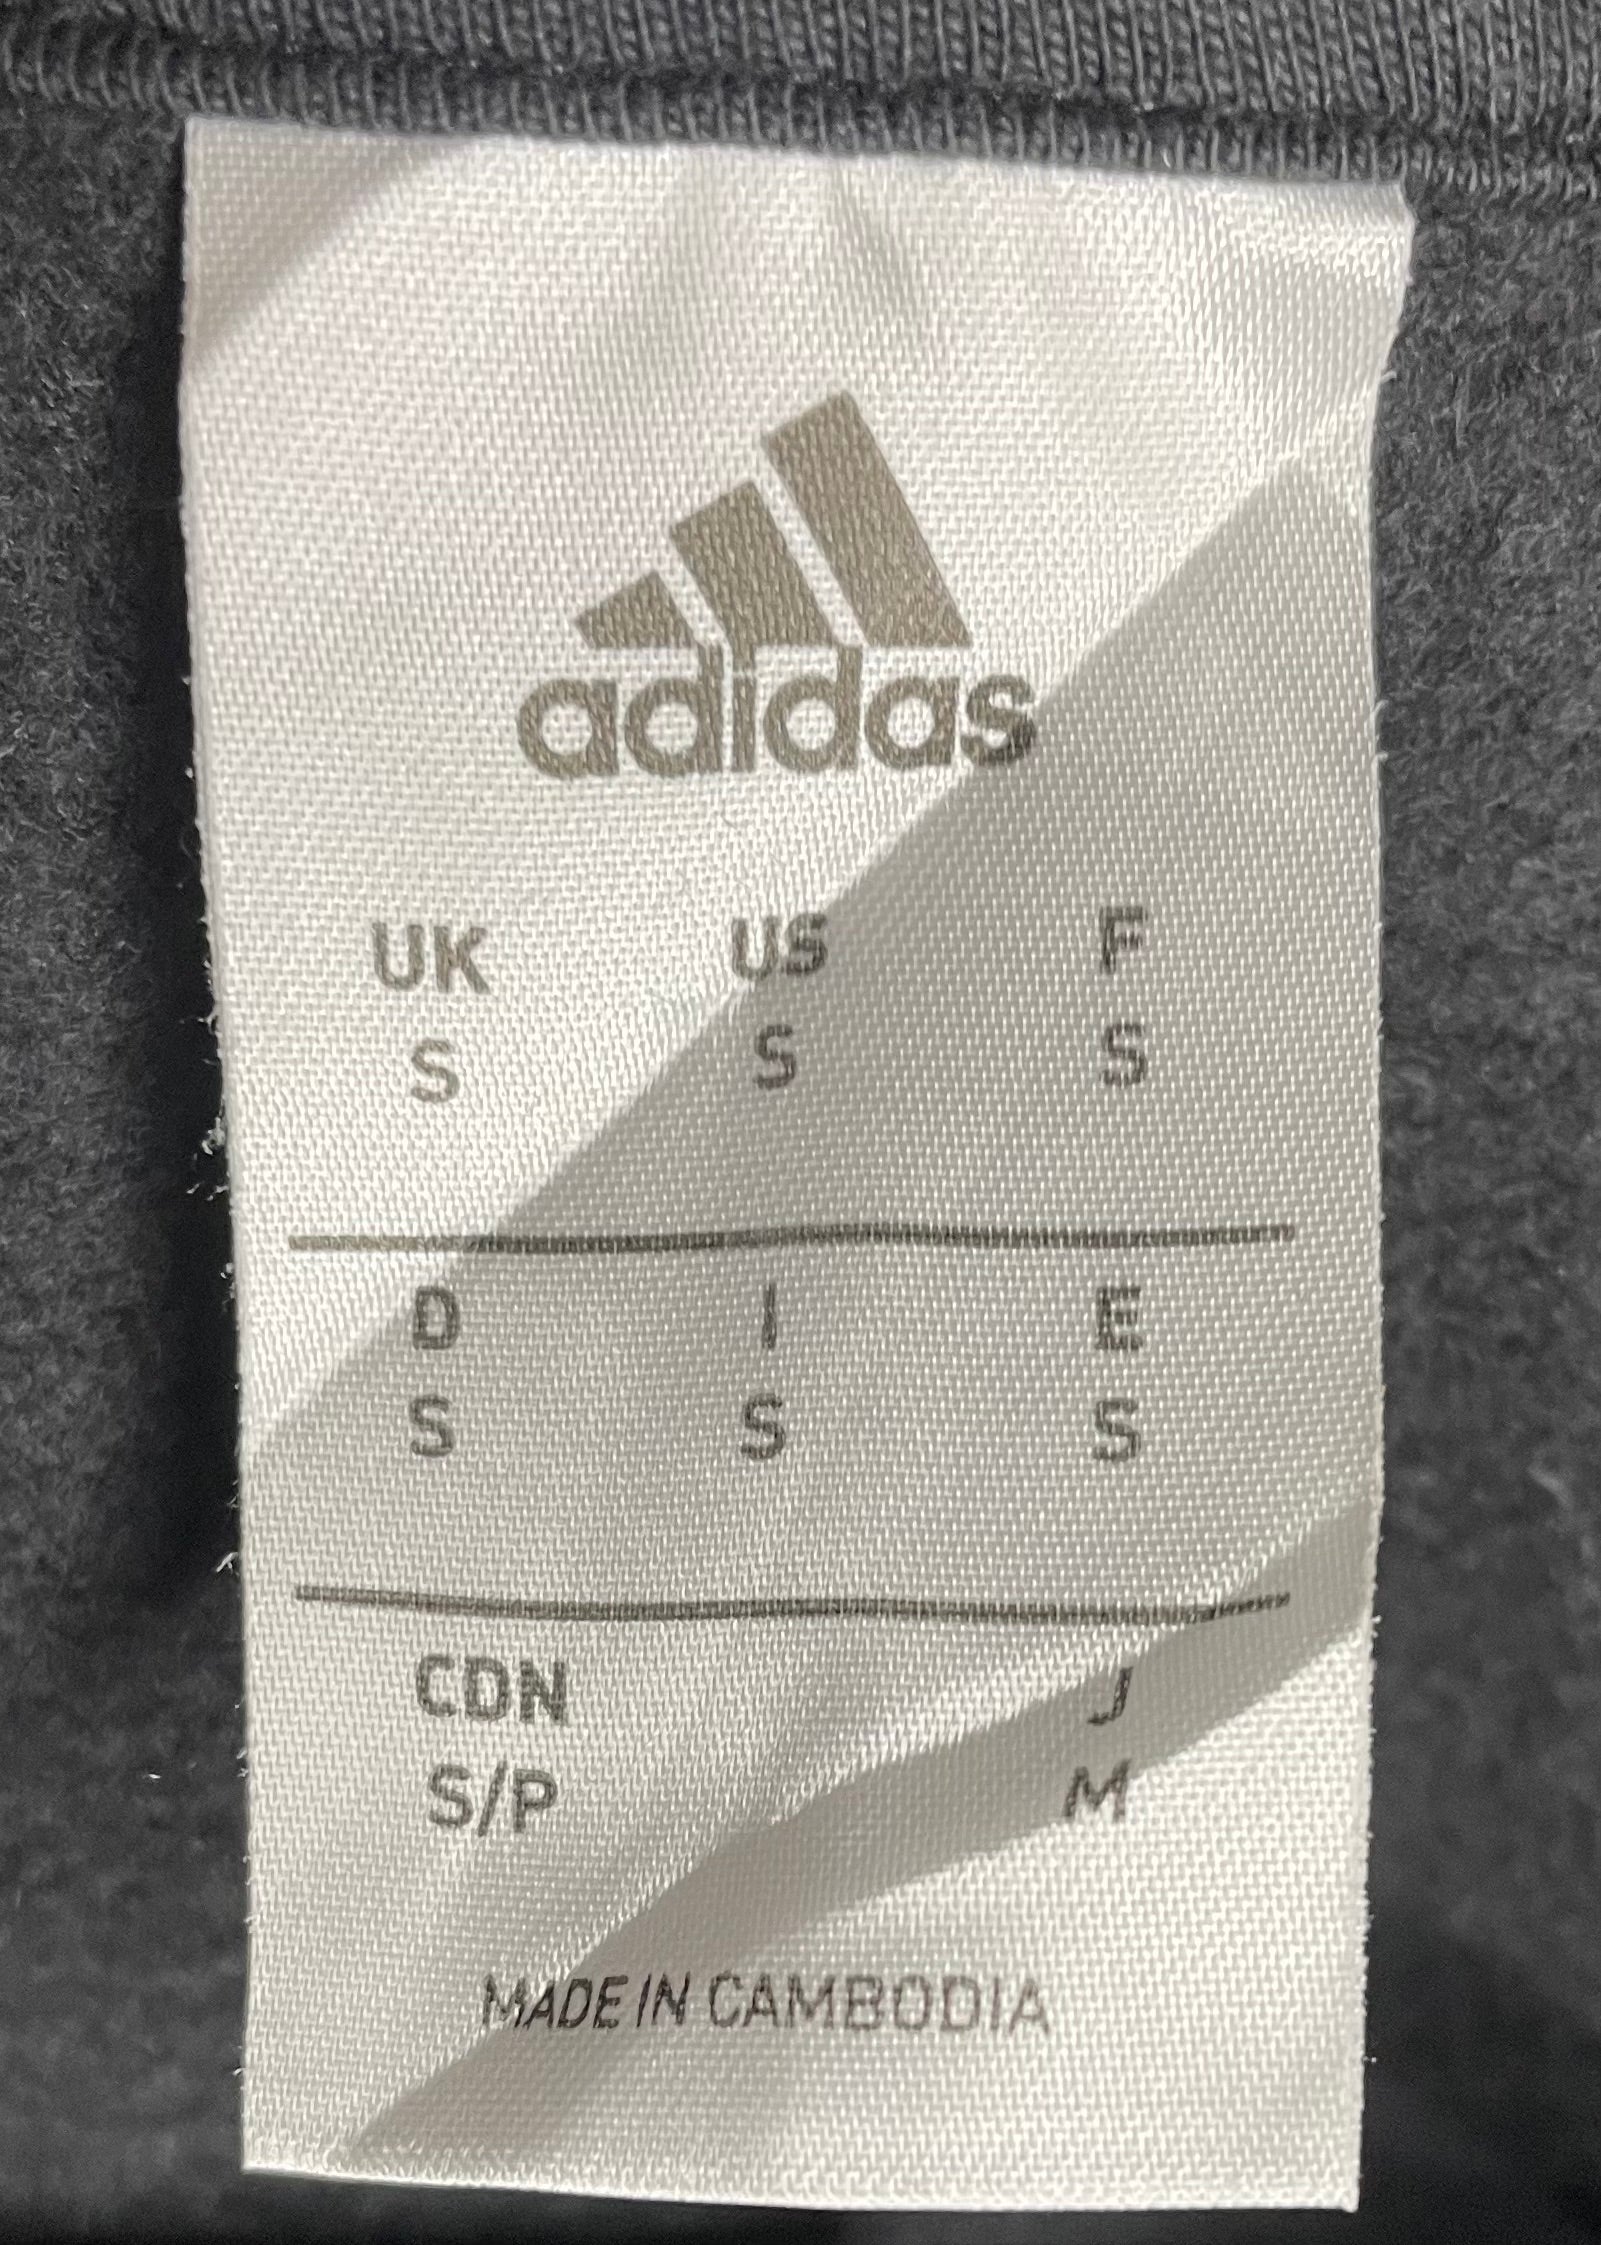 adidas
UK US F
S S S
D I E
S S S
CDN J
S/P M
MADE IN CAMBODIA